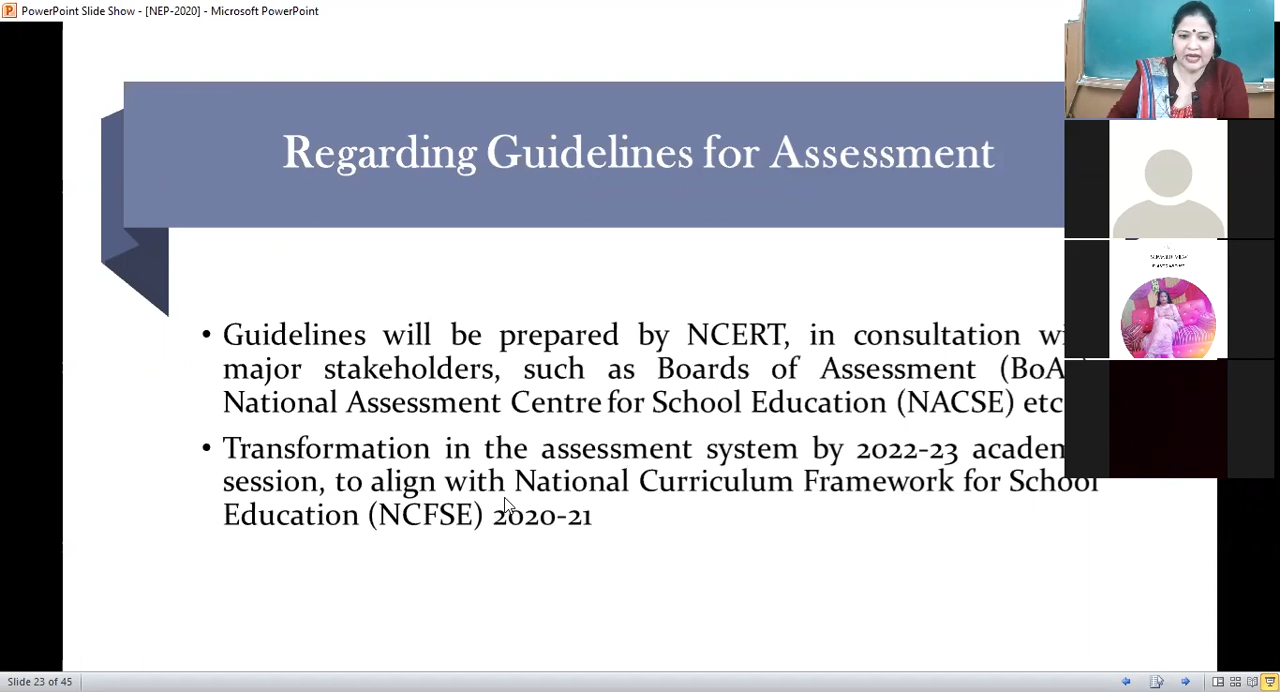 PowerPoint Slide Show - [NEP-2020] - Microsoft PowerPoint
Regarding Guidelines for Assessment
• Guidelines will be prepared by NCERT, in consultation
major stakeholders, such as Boards of Assessment (BoA
National Assessment Centre for School Education (NACSE) etc
• Transformation in the assessment system by 2022-23 academ
session, to align with National Curriculum Framework for School
Education (NCFSE) 2020-21
Slide 23 of 45